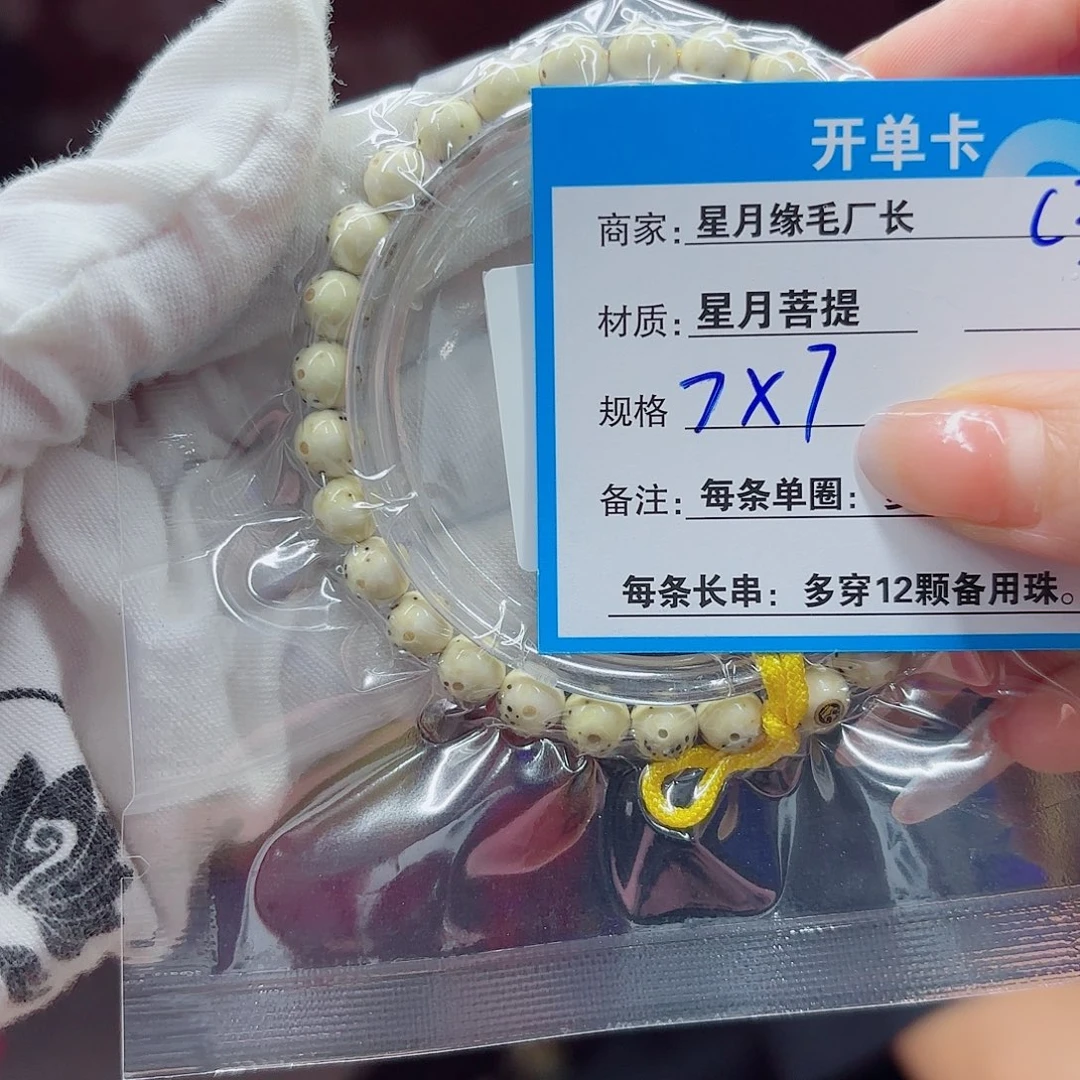 开单卡
商家：星月缘毛厂长
材质：星月菩提
规格 7X7
备注：每条单圈：
每条长串：多穿12颗备用珠。